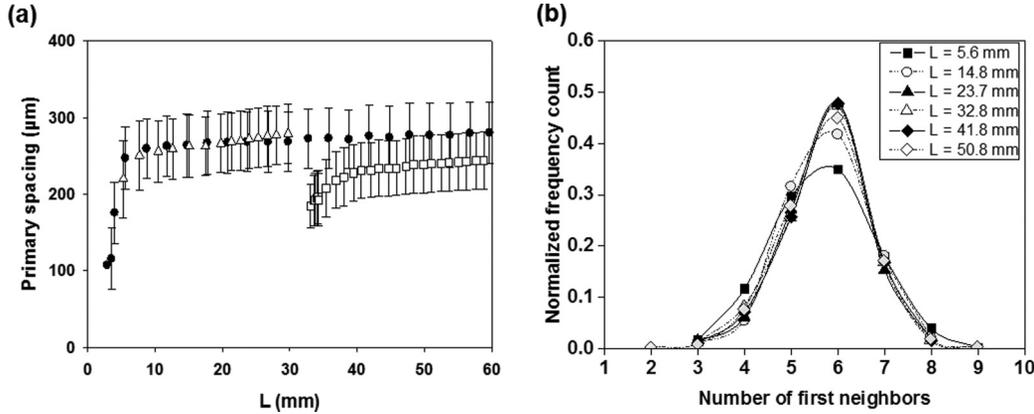 (a)
400
300
200
100
0
Primary spacing (µm)
0 10 20 30 40 50 60
L (mm)
(b)
0.6
0.5
0.4
0.3
0.2
0.1
0.0
Normalized frequency count
1 2 3 4 5 6 7 8 9 10
Number of first neighbors
L = 5.6 mm
L = 14.8 mm
L = 23.7 mm
L = 32.8 mm
L = 41.8 mm
L = 50.8 mm